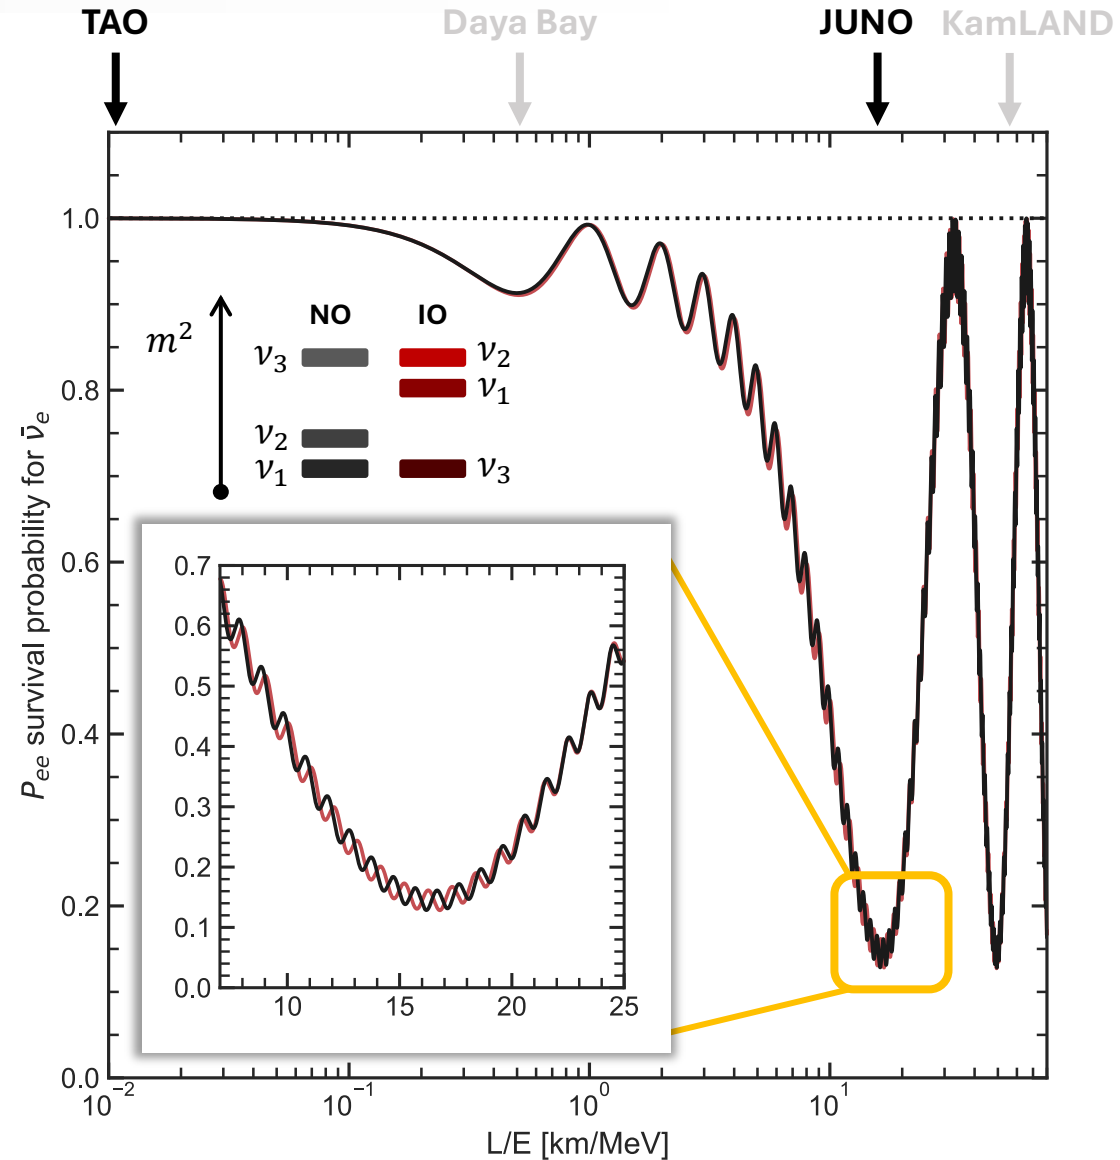 TAO Daya Bay JUNO KamLAND
P_ee survival probability for ν̄_e
1.0
0.8
0.6
0.4
0.2
0.0
m²
NO IO
ν₃ ν₂
ν₁
ν₂
ν₁ ν₃
0.7
0.6
0.5
0.4
0.3
0.2
0.1
0.0
10 15 20 25
10⁻² 10⁻¹ 10⁰ 10¹
L/E [km/MeV]